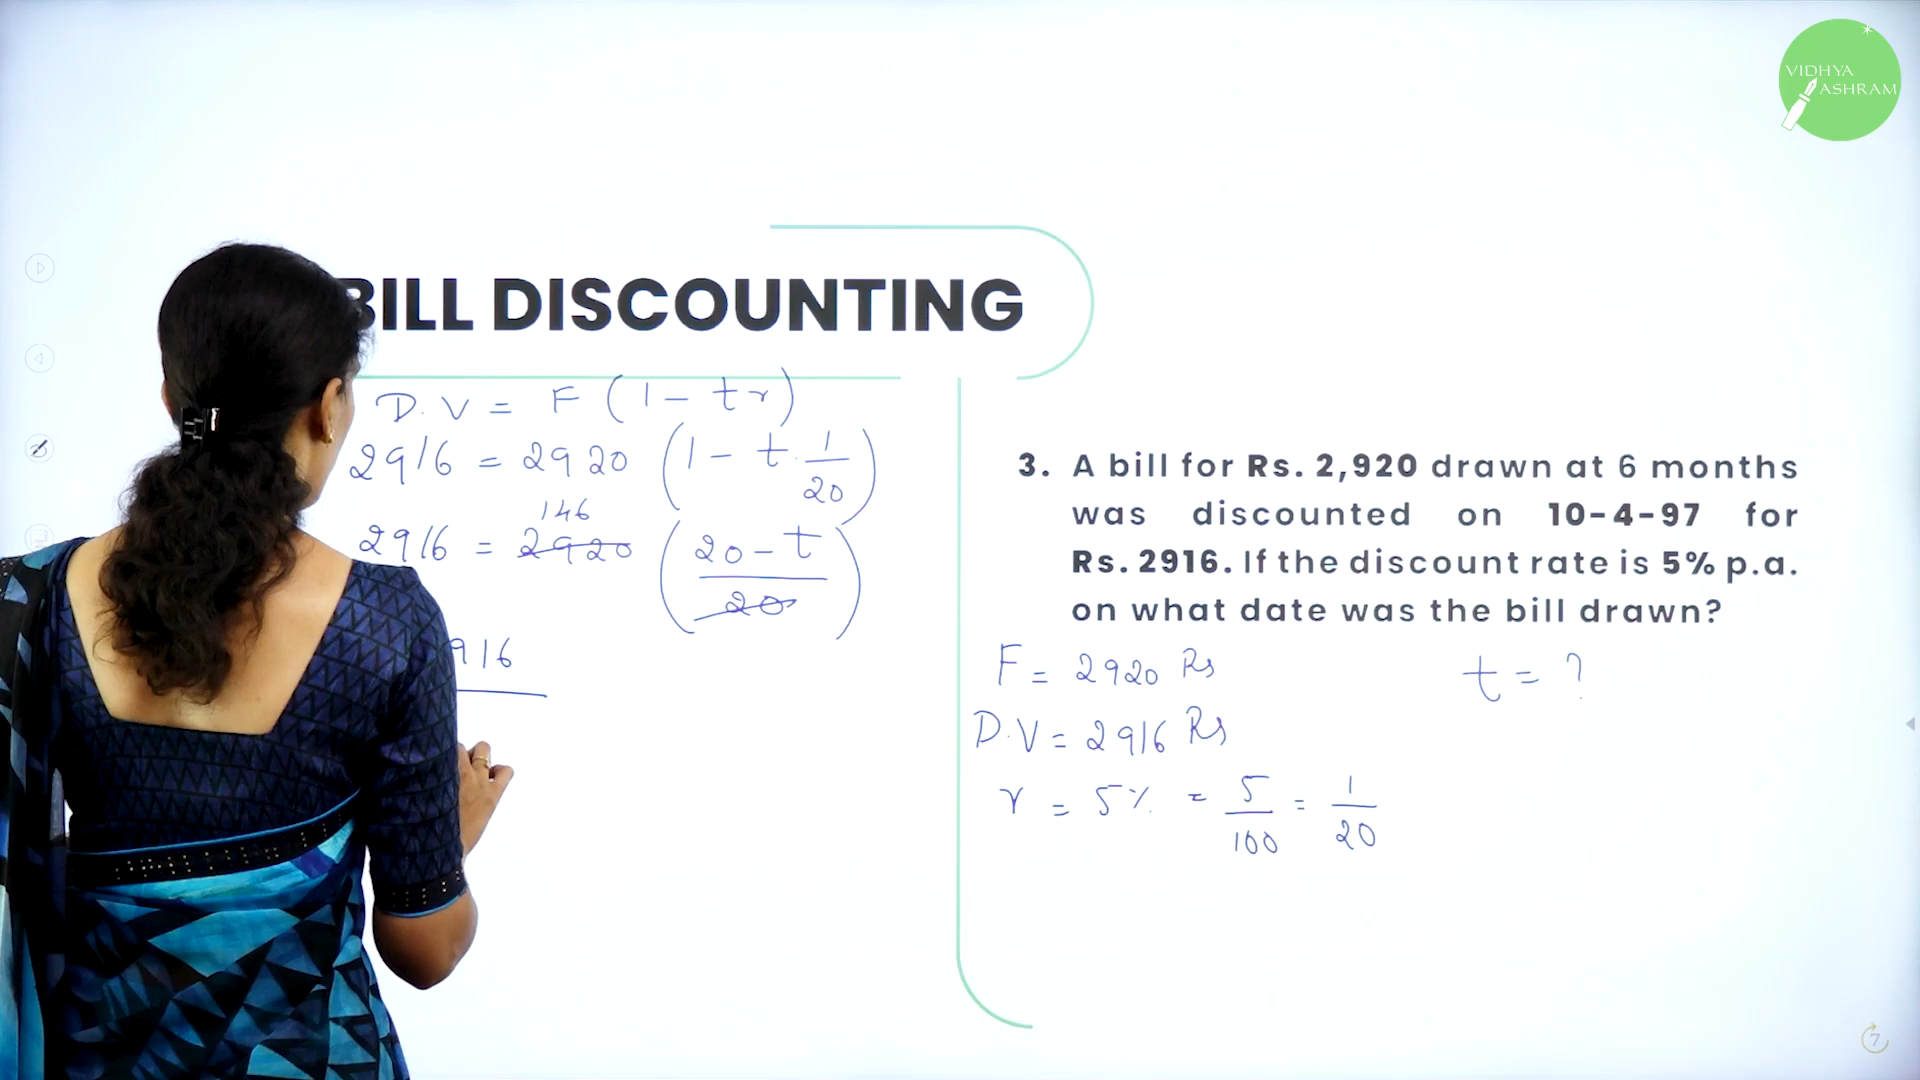 VIDHYA
ASHRAM
BILL DISCOUNTING
D.V = F (1 - tr)
2916 = 2920 (1 - t. 1/20)
146
2916 = 2920 (20 - t / 20)
916
3. A bill for Rs. 2,920 drawn at 6 months
was discounted on 10-4-97 for
Rs. 2916. If the discount rate is 5% p.a.
on what date was the bill drawn?
F = 2920 Rs
t = ?
D.V = 2916 Rs
r = 5% = 5/100 = 1/20
7